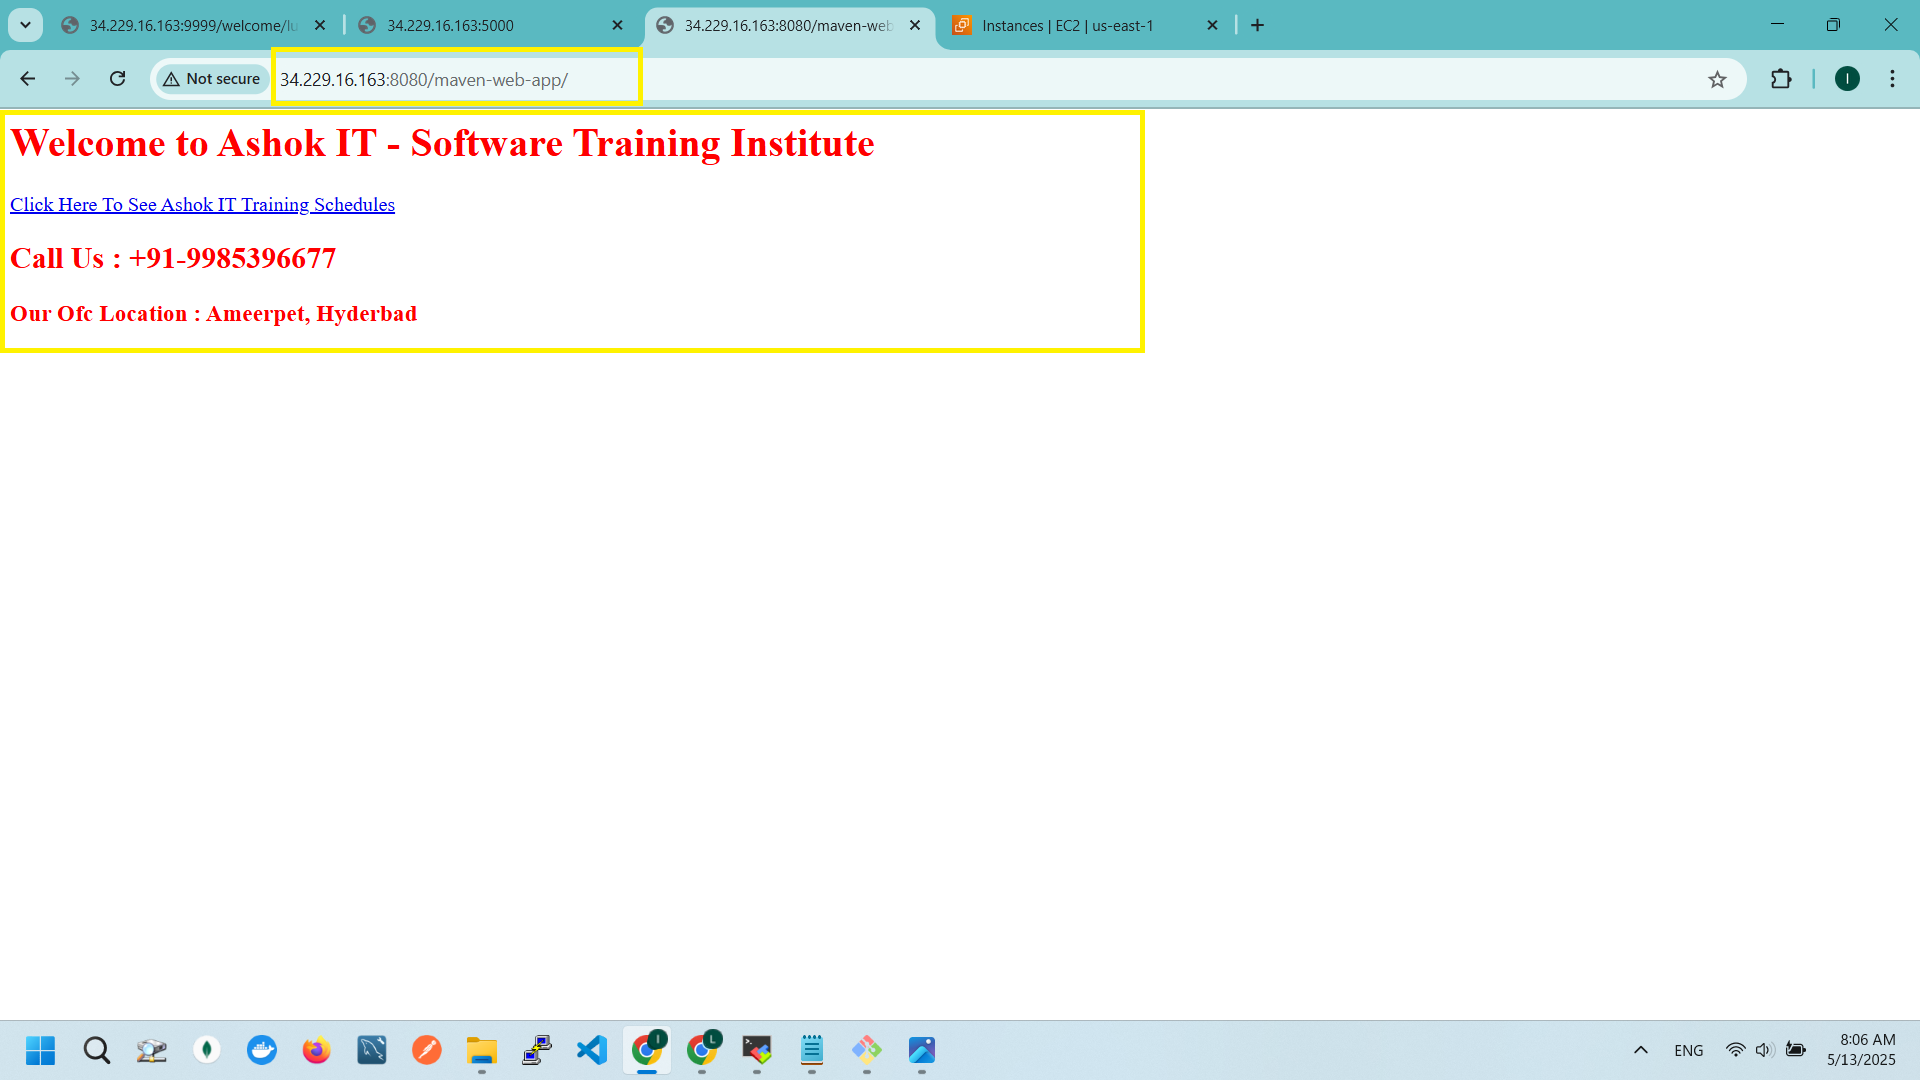 34.229.16.163:9999/welcome/lu
34.229.16.163:5000
34.229.16.163:8080/maven-web
Instances | EC2 | us-east-1
Not secure
34.229.16.163:8080/maven-web-app/
I
Welcome to Ashok IT - Software Training Institute
Click Here To See Ashok IT Training Schedules
Call Us : +91-9985396677
Our Ofc Location : Ameerpet, Hyderbad
I
L
ENG
8:06 AM
5/13/2025